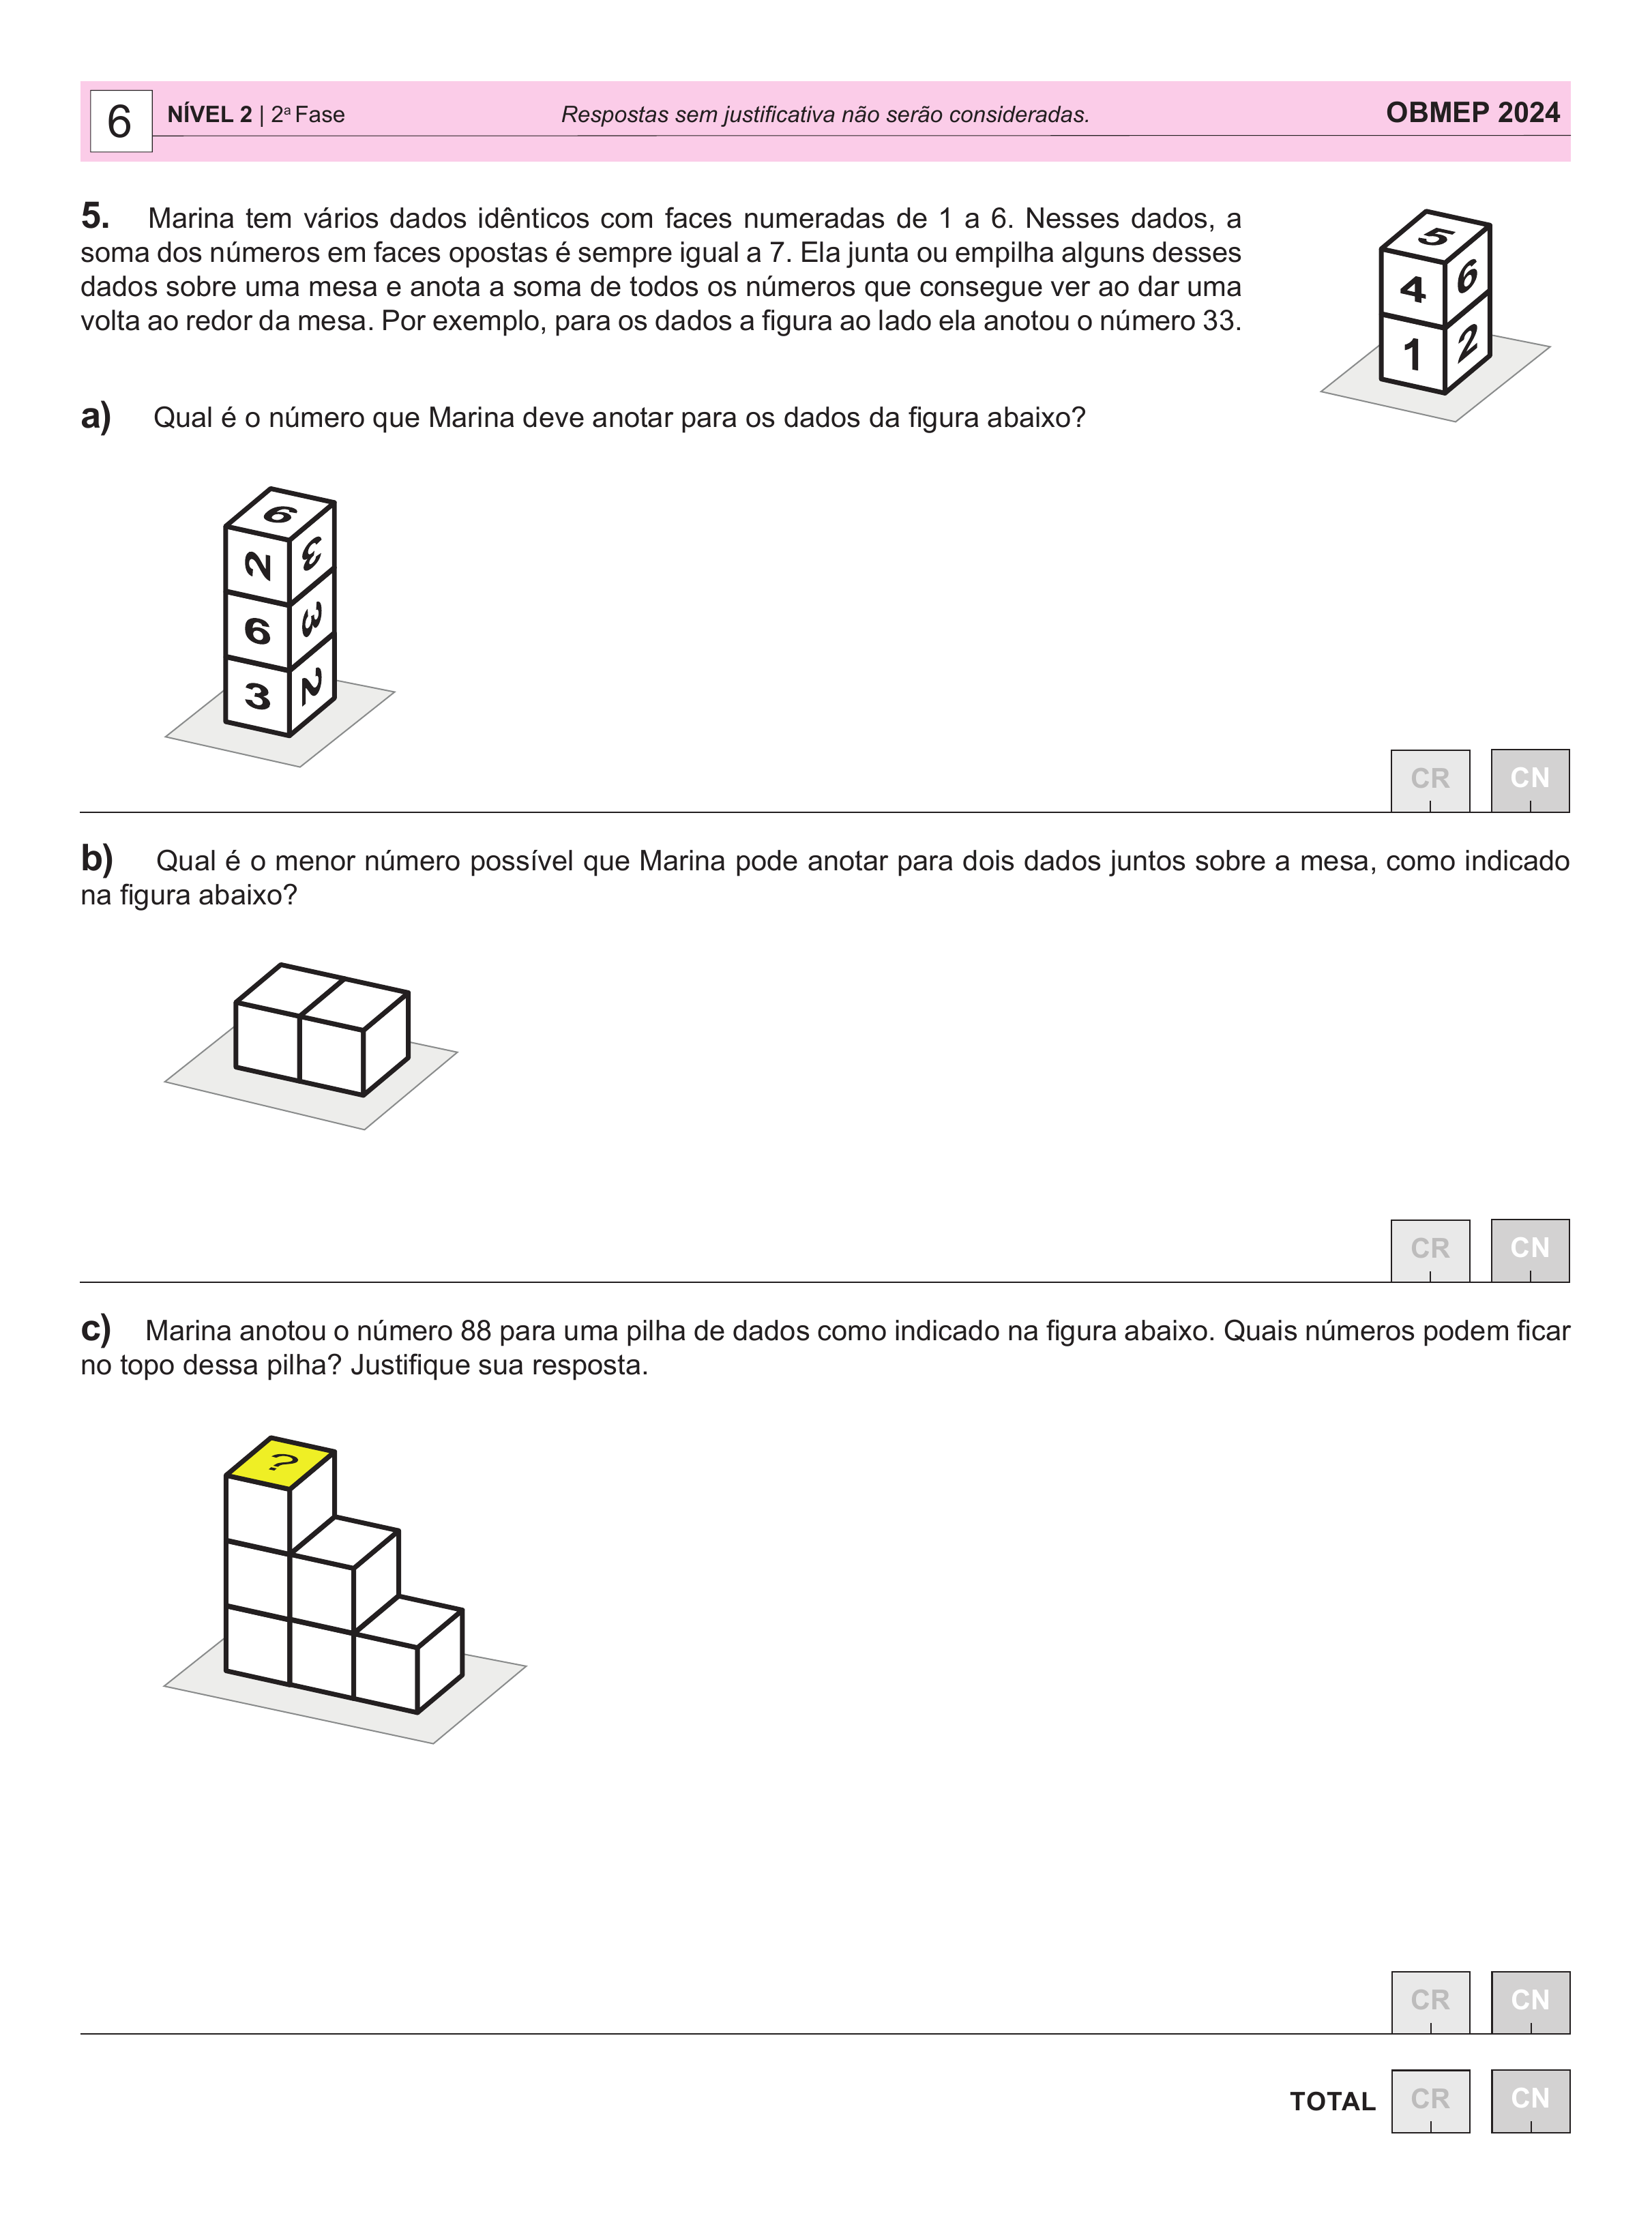 6 NÍVEL 2 | 2ª Fase Respostas sem justificativa não serão consideradas. OBMEP 2024
5. Marina tem vários dados idênticos com faces numeradas de 1 a 6. Nesses dados, a
soma dos números em faces opostas é sempre igual a 7. Ela junta ou empilha alguns desses
dados sobre uma mesa e anota a soma de todos os números que consegue ver ao dar uma
volta ao redor da mesa. Por exemplo, para os dados a figura ao lado ela anotou o número 33.
5
4 6
1 2
a) Qual é o número que Marina deve anotar para os dados da figura abaixo?
6
2 3
6 3
3 2
CR CN
b) Qual é o menor número possível que Marina pode anotar para dois dados juntos sobre a mesa, como indicado
na figura abaixo?
CR CN
c) Marina anotou o número 88 para uma pilha de dados como indicado na figura abaixo. Quais números podem ficar
no topo dessa pilha? Justifique sua resposta.
?
CR CN
TOTAL CR CN